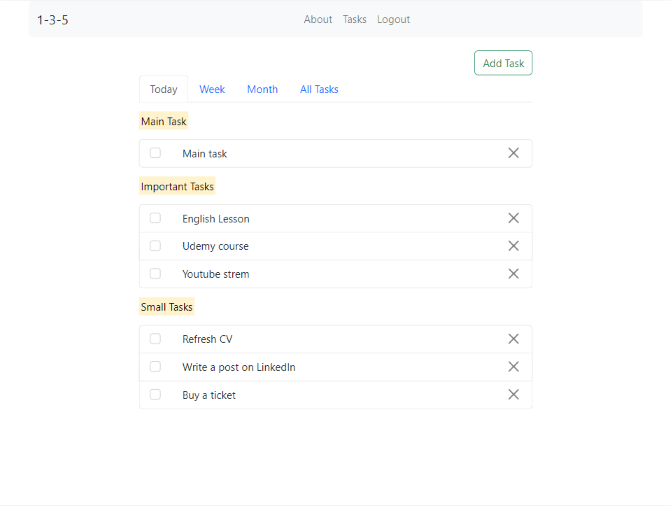 1-3-5 About Tasks Logout
Add Task
Today Week Month All Tasks
Main Task
Main task
Important Tasks
English Lesson
Udemy course
Youtube strem
Small Tasks
Refresh CV
Write a post on LinkedIn
Buy a ticket